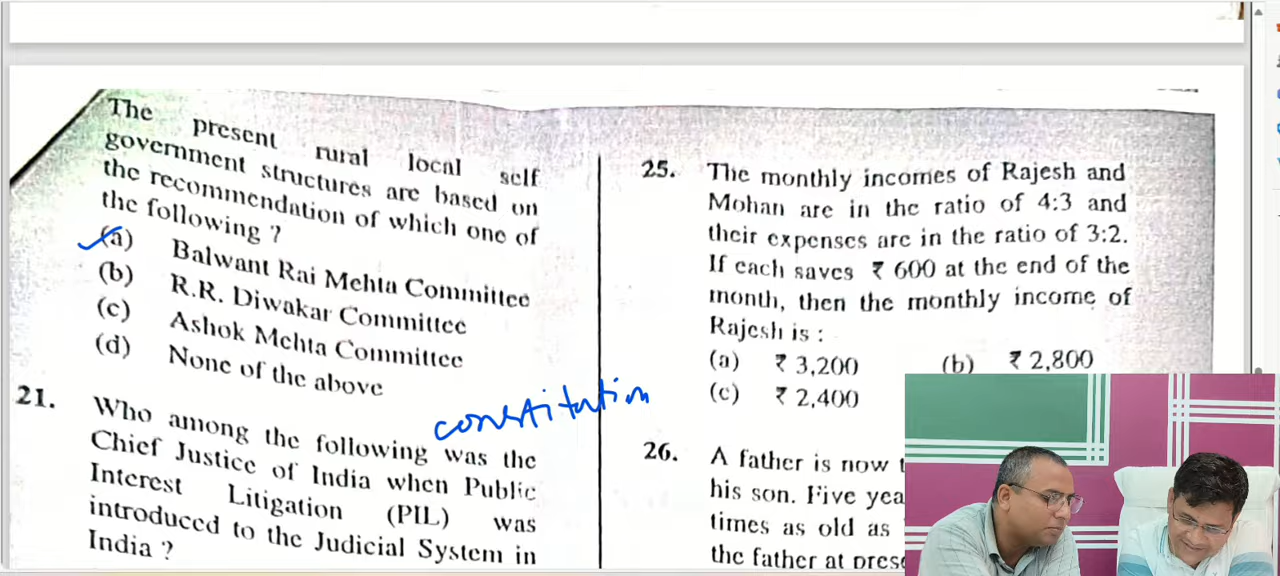 The present rural local self
government structures are based on
the recommendation of which one of
the following ?
(a) Balwant Rai Mehta Committee
(b) R.R. Diwakar Committee
(c) Ashok Mehta Committee
(d) None of the above
constitution
21. Who among the following was the
Chief Justice of India when Public
Interest Litigation (PIL) was
introduced to the Judicial System in
India ?
25. The monthly incomes of Rajesh and
Mohan are in the ratio of 4:3 and
their expenses are in the ratio of 3:2.
If each saves ₹ 600 at the end of the
month, then the monthly income of
Rajesh is :
(a) ₹ 3,200 (b) ₹ 2,800
(c) ₹ 2,400
26. A father is now
his son. Five
times as old as
the father at